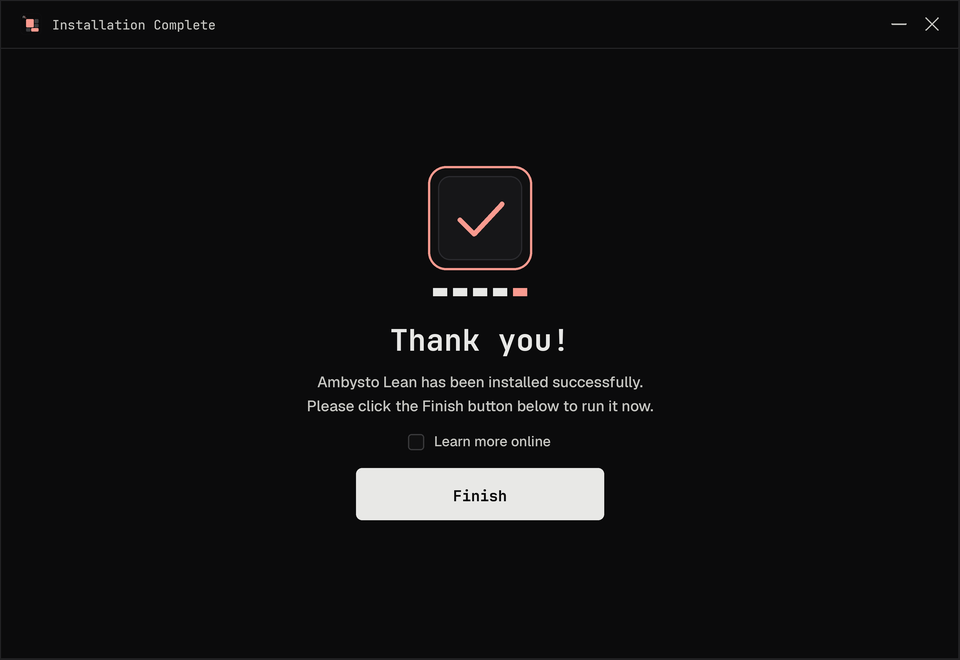 Installation Complete
Thank you!
Ambysto Lean has been installed successfully.
Please click the Finish button below to run it now.
Learn more online
Finish